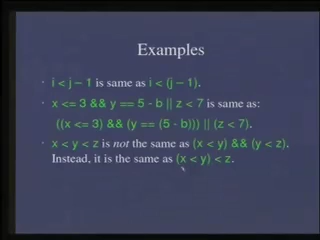 Examples
· i < j – 1 is same as i < (j – 1).
· x <= 3 && y == 5 - b || z < 7 is same as:
((x <= 3) && (y == (5 - b))) || (z < 7).
· x < y < z is not the same as (x < y) && (y < z).
Instead, it is the same as (x < y) < z.